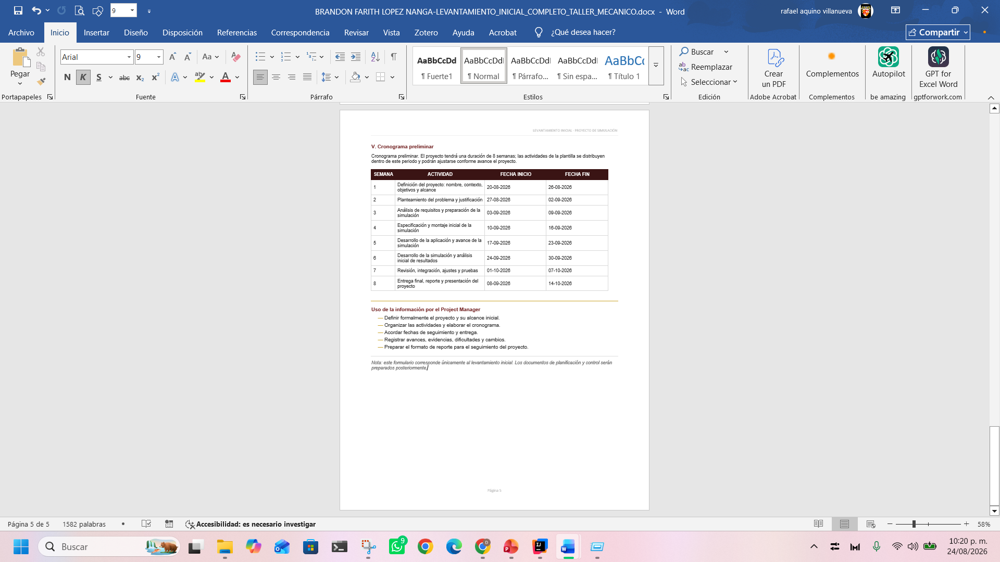 9
BRANDON FARITH LOPEZ NANGA-LEVANTAMIENTO_INICIAL_COMPLETO_TALLER_MECANICO.docx - Word
rafael aquino villanueva
Archivo
Inicio
Insertar
Diseño
Disposición
Referencias
Correspondencia
Revisar
Vista
Zotero
Ayuda
Acrobat
¿Qué desea hacer?
Compartir
Pegar
Portapapeles
Arial
9
Aa
N K S abc x₂ x² A ab A
Fuente
Párrafo
AaBbCcDd
¶ Fuerte1
AaBbCcDd
¶ Normal
AaBbCcDd
¶ Párrafo...
AaBbCcDd
¶ Sin espa...
AaBbCc
¶ Título 1
Estilos
Buscar
Reemplazar
Seleccionar
Edición
Crear
un PDF
Adobe Acrobat
Complementos
Complementos
Autopilot
be amazing
GPT for
Excel Word
gptforwork.com
LEVANTAMIENTO INICIAL - PROYECTO DE SIMULACIÓN
V. Cronograma preliminar
Cronograma preliminar. El proyecto tendrá una duración de 8 semanas; las actividades de la plantilla se distribuyen
dentro de este periodo y podrán ajustarse conforme avance el proyecto.
SEMANA ACTIVIDAD FECHA INICIO FECHA FIN
1 Definición del proyecto: nombre, contexto,
objetivos y alcance 20-08-2026 26-08-2026
2 Planteamiento del problema y justificación 27-08-2026 02-09-2026
3 Análisis de requisitos y preparación de la
simulación 03-09-2026 09-09-2026
4 Especificación y montaje inicial de la
simulación 10-09-2026 16-09-2026
5 Desarrollo de la aplicación y avance de la
simulación 17-09-2026 23-09-2026
6 Desarrollo de la simulación y análisis
inicial de resultados 24-09-2026 30-09-2026
7 Revisión, integración, ajustes y pruebas 01-10-2026 07-10-2026
8 Entrega final, reporte y presentación del
proyecto 08-09-2026 14-10-2026
Uso de la información por el Project Manager
— Definir formalmente el proyecto y su alcance inicial.
— Organizar las actividades y elaborar el cronograma.
— Acordar fechas de seguimiento y entrega.
— Registrar avances, evidencias, dificultades y cambios.
— Preparar el formato de reporte para el seguimiento del proyecto.
Nota: este formulario corresponde únicamente al levantamiento inicial. Los documentos de planificación y control serán
preparados posteriormente.
Página 5
Página 5 de 5
1582 palabras
Accesibilidad: es necesario investigar
58%
Buscar
9
10:20 p. m.
24/08/2026